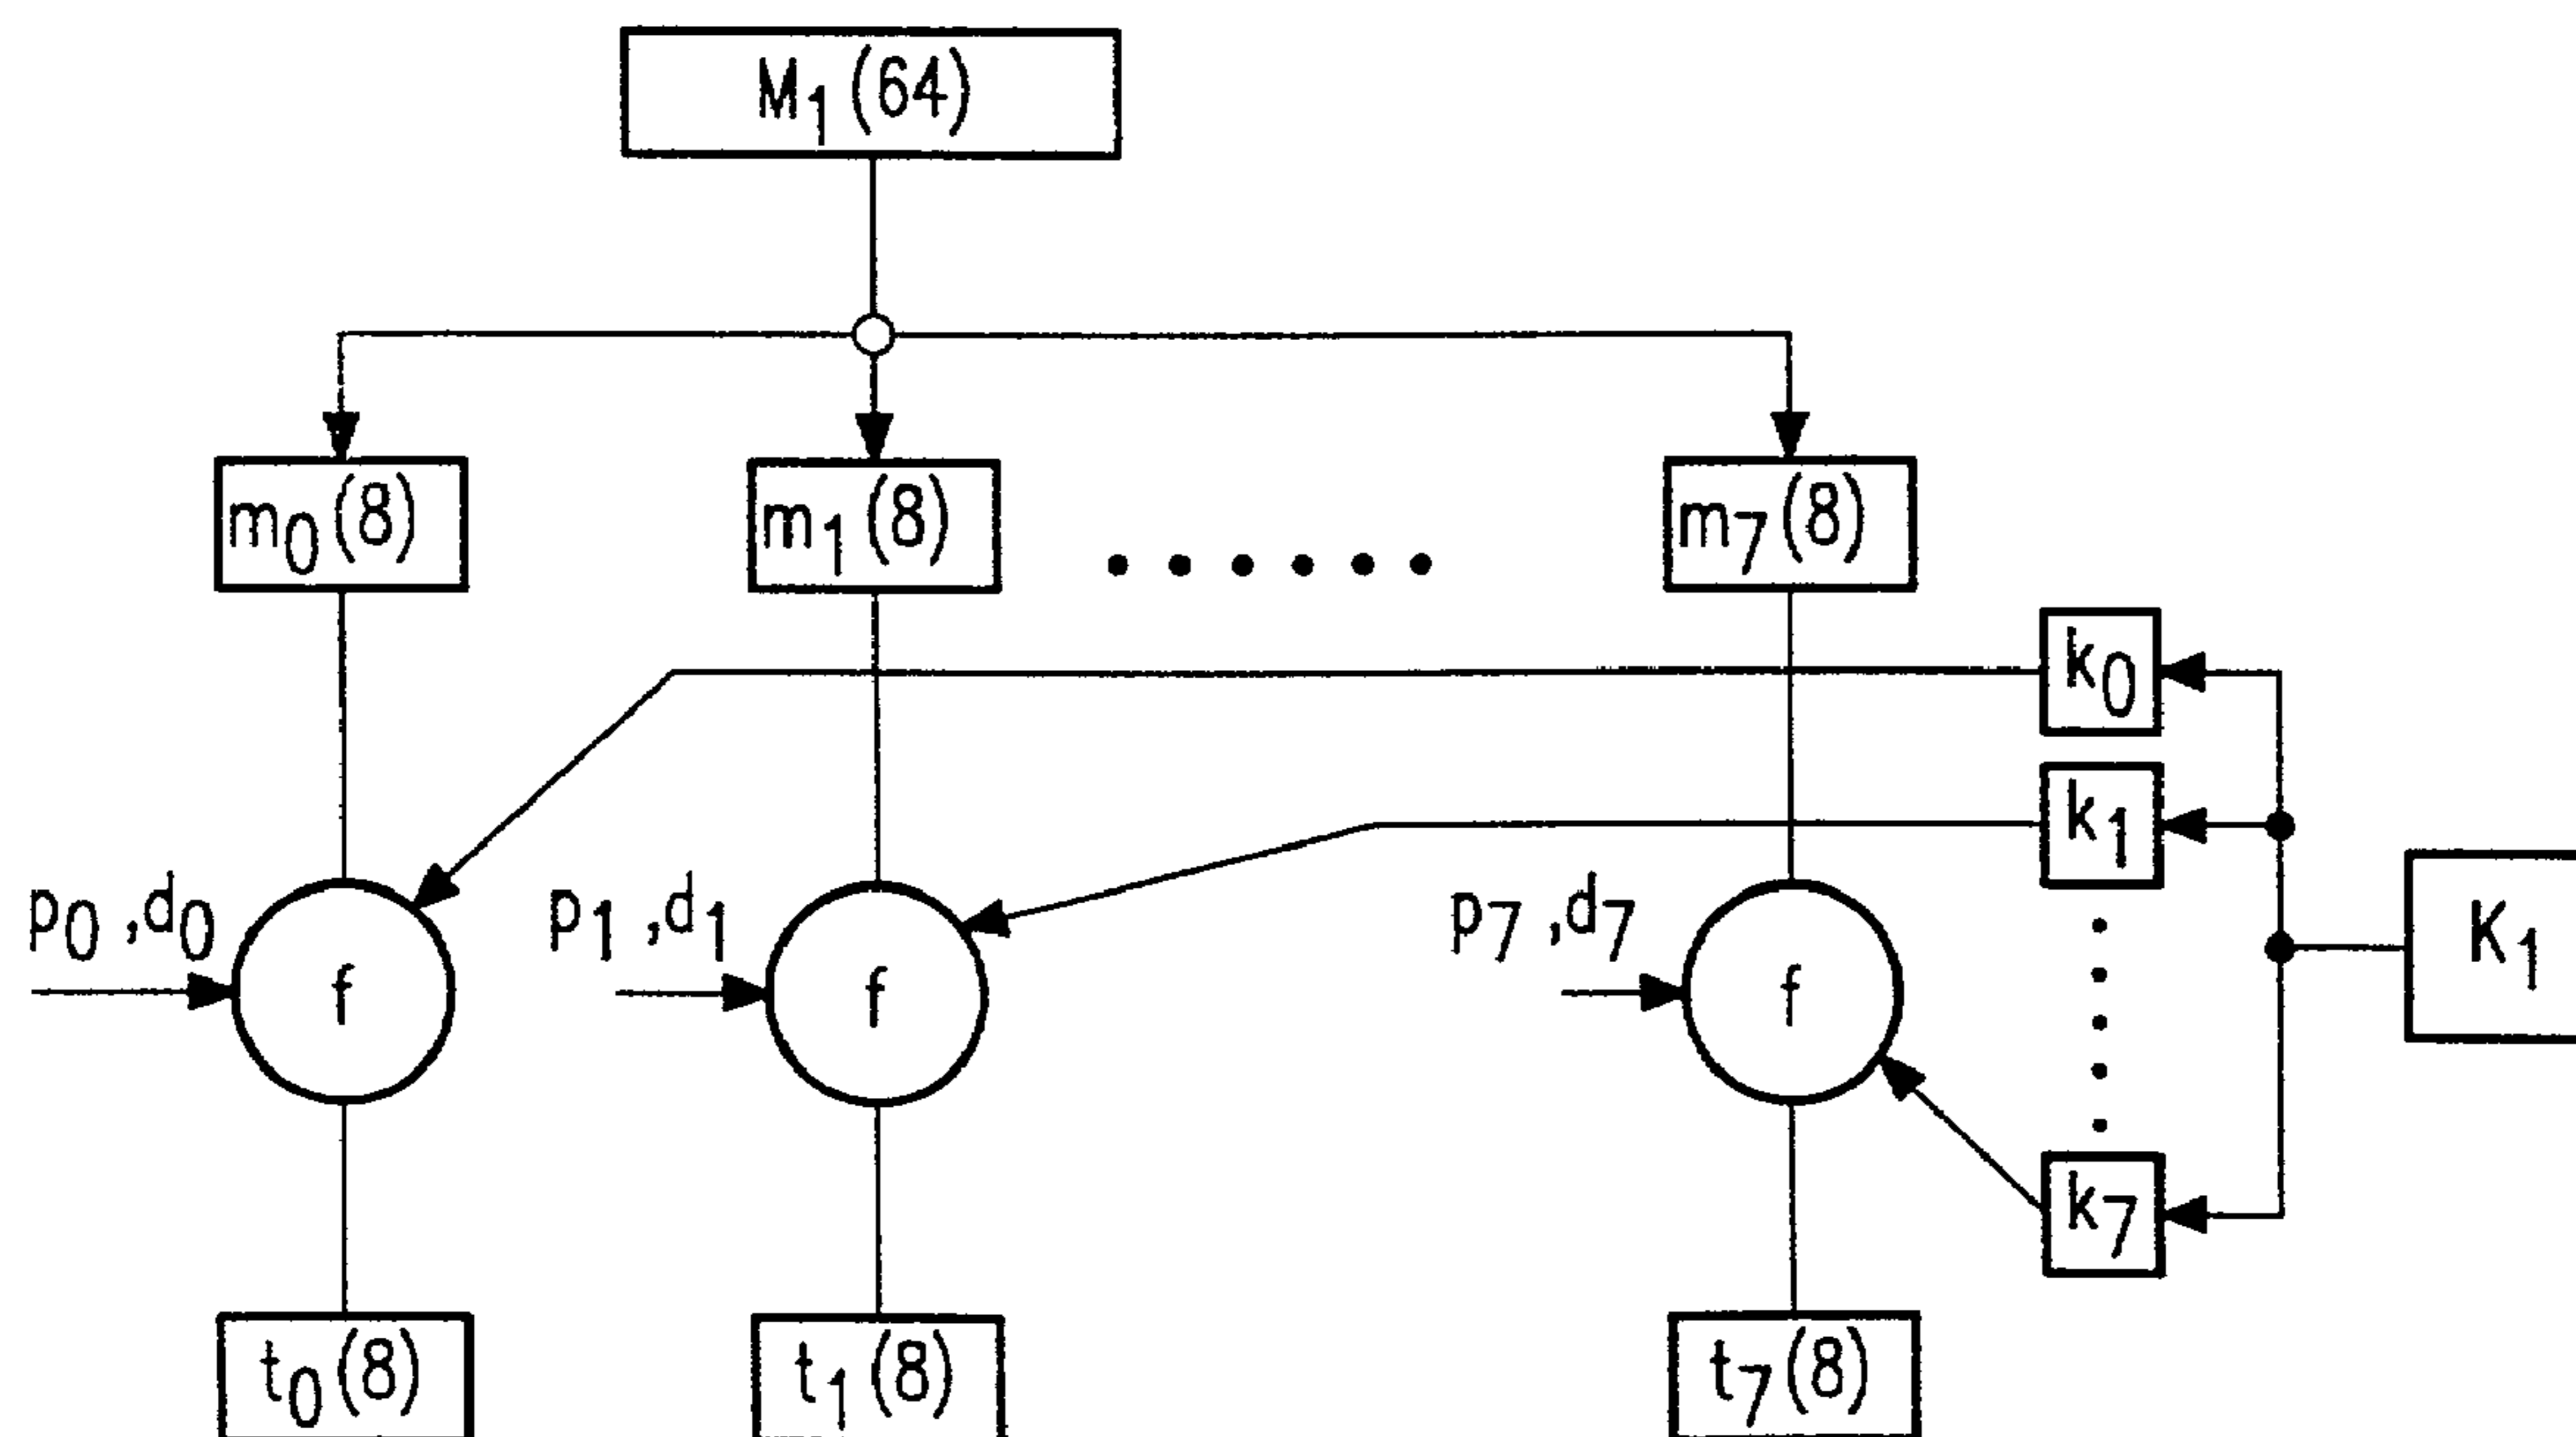 M₁(64)
m₀(8) m₁(8) m₇(8)
k₀
k₁
p₀,d₀ p₁,d₁ p₇,d₇
K₁
f f f
k₇
t₀(8) t₁(8) t₇(8)